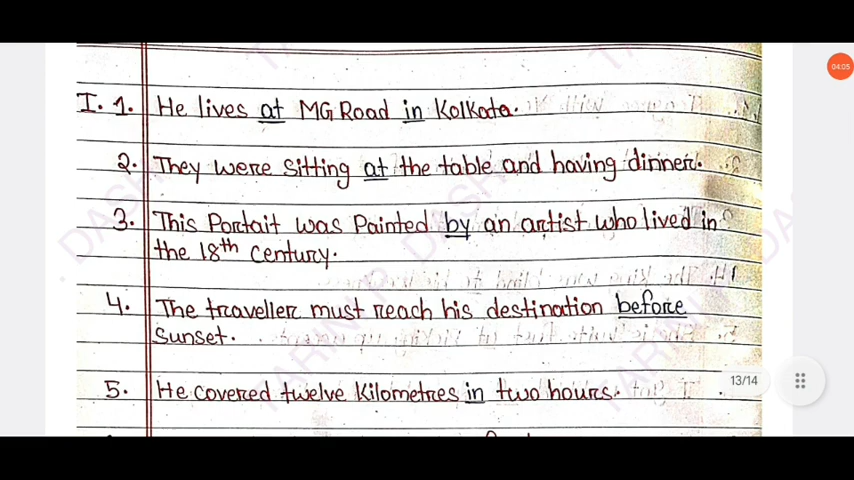 04:05
I. 1. He lives at MG Road in Kolkata.
2. They were sitting at the table and having dinner.
3. This Portait was Painted by an artist who lived in
the 18th century.
4. The traveller must reach his destination before
sunset.
5. He covered twelve kilometres in two hours.
13/14